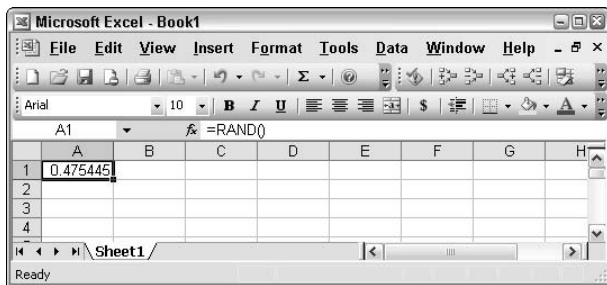 Microsoft Excel - Book1
File Edit View Insert Format Tools Data Window Help
Arial 10 B I U $ A
A1 fx =RAND()
A B C D E F G H
1 0.475445
2
3
4
Sheet1
Ready